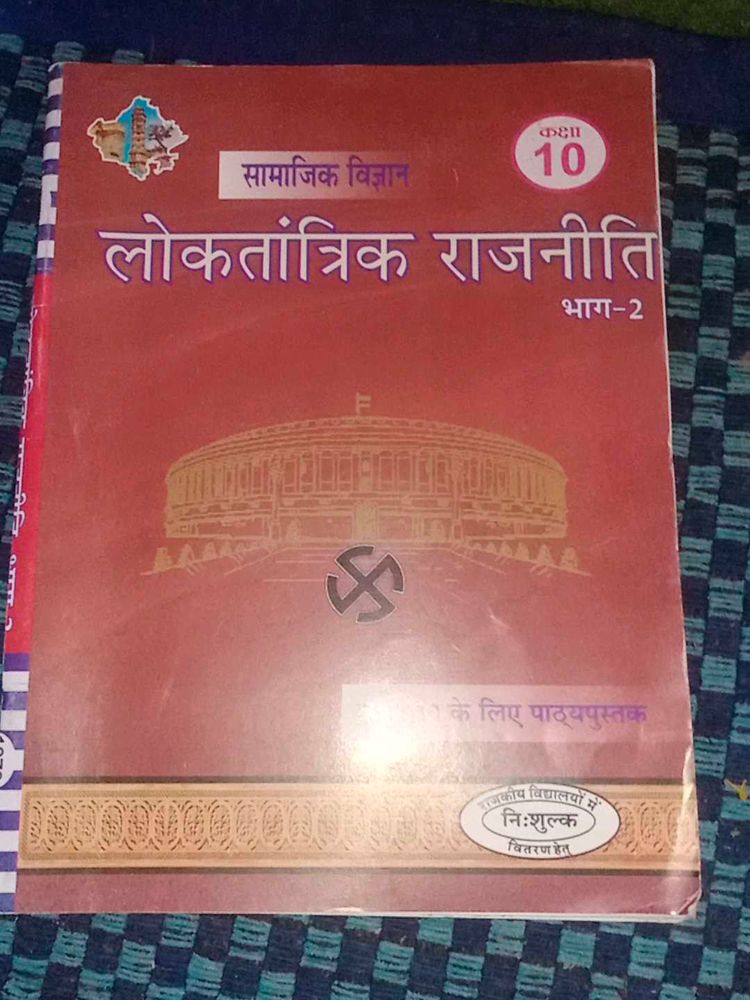 कक्षा
10
सामाजिक विज्ञान
लोकतांत्रिक राजनीति
भाग-2
के लिए पाठ्यपुस्तक
राजकीय विद्यालयों में
निःशुल्क
वितरण हेतु